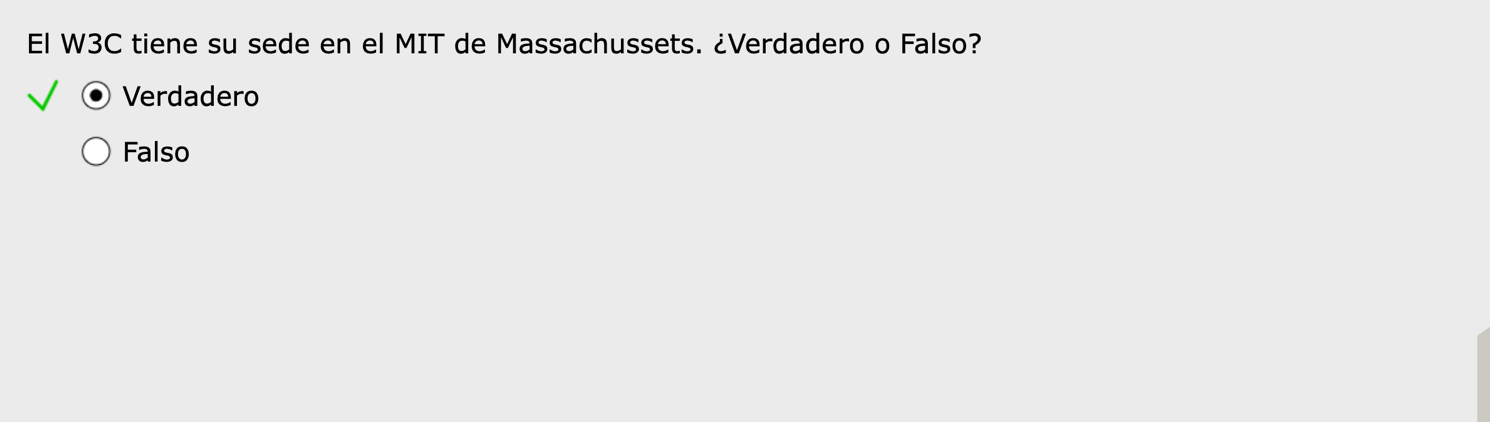 El W3C tiene su sede en el MIT de Massachussets. ¿Verdadero o Falso?
Verdadero
Falso